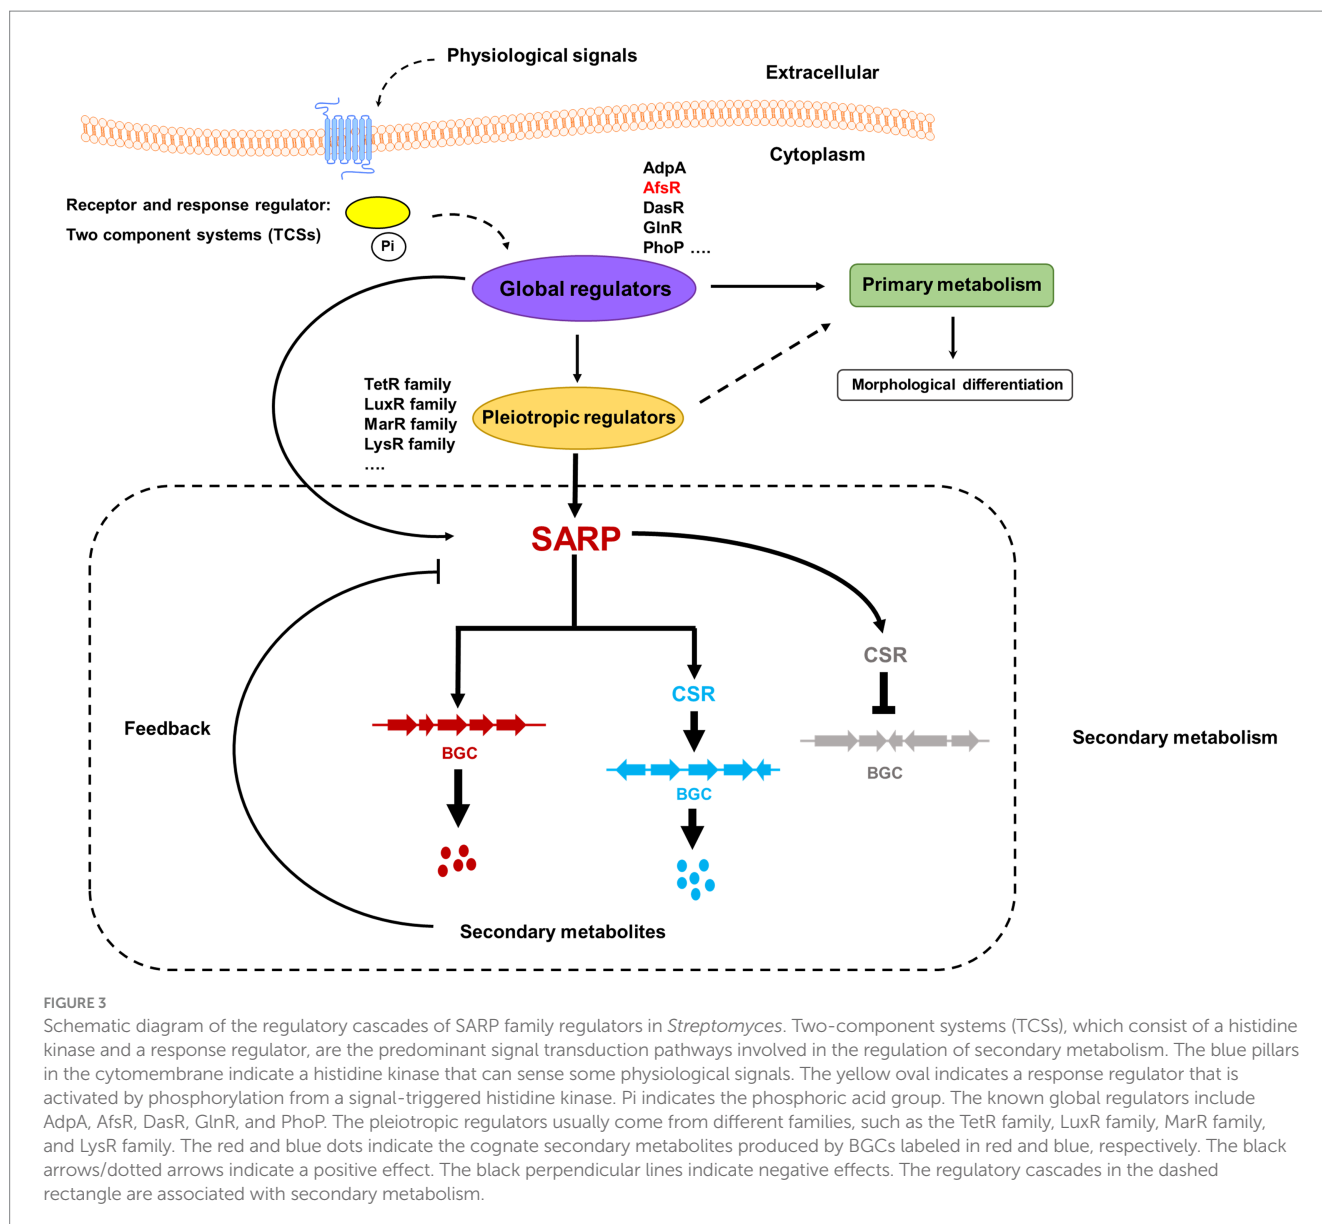 Physiological signals
Extracellular
Cytoplasm
AdpA
AfsR
DasR
GlnR
PhoP ....
Receptor and response regulator:
Two component systems (TCSs)
Pi
Global regulators
Primary metabolism
Morphological differentiation
TetR family
LuxR family
MarR family
LysR family
....
Pleiotropic regulators
SARP
CSR
CSR
Feedback
BGC
BGC
BGC
Secondary metabolism
Secondary metabolites
FIGURE 3
Schematic diagram of the regulatory cascades of SARP family regulators in Streptomyces. Two-component systems (TCSs), which consist of a histidine
kinase and a response regulator, are the predominant signal transduction pathways involved in the regulation of secondary metabolism. The blue pillars
in the cytomembrane indicate a histidine kinase that can sense some physiological signals. The yellow oval indicates a response regulator that is
activated by phosphorylation from a signal-triggered histidine kinase. Pi indicates the phosphoric acid group. The known global regulators include
AdpA, AfsR, DasR, GlnR, and PhoP. The pleiotropic regulators usually come from different families, such as the TetR family, LuxR family, MarR family,
and LysR family. The red and blue dots indicate the cognate secondary metabolites produced by BGCs labeled in red and blue, respectively. The black
arrows/dotted arrows indicate a positive effect. The black perpendicular lines indicate negative effects. The regulatory cascades in the dashed
rectangle are associated with secondary metabolism.